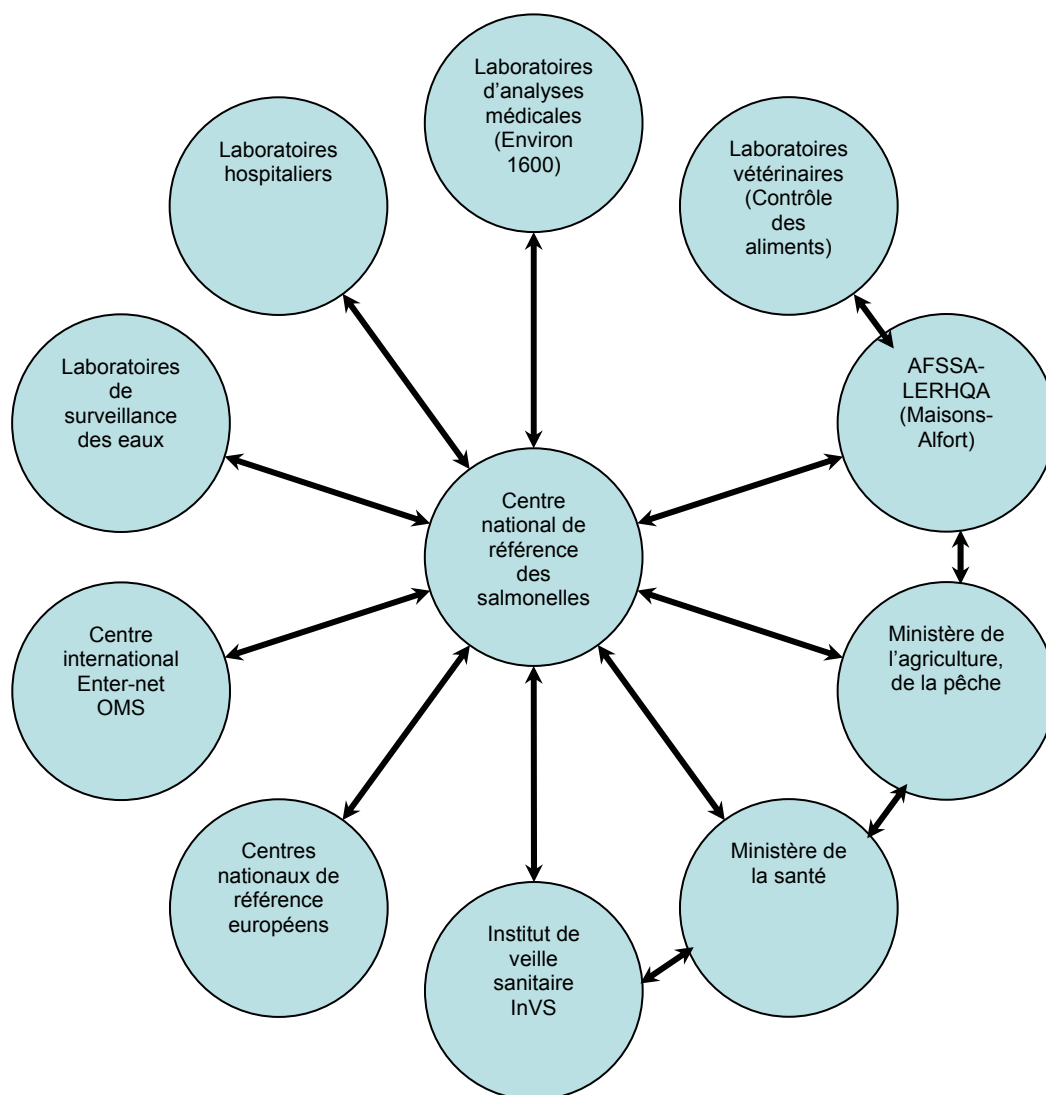 Laboratoires
d'analyses
médicales
(Environ
1600)
Laboratoires
vétérinaires
(Contrôle
des
aliments)
AFSSA-
LERHQA
(Maisons-
Alfort)
Ministère de
l'agriculture,
de la pêche
Ministère de
la santé
Institut de
veille
sanitaire
InVS
Centres
nationaux de
référence
européens
Centre
international
Enter-net
OMS
Laboratoires
de
surveillance
des eaux
Laboratoires
hospitaliers
Centre
national de
référence
des
salmonelles